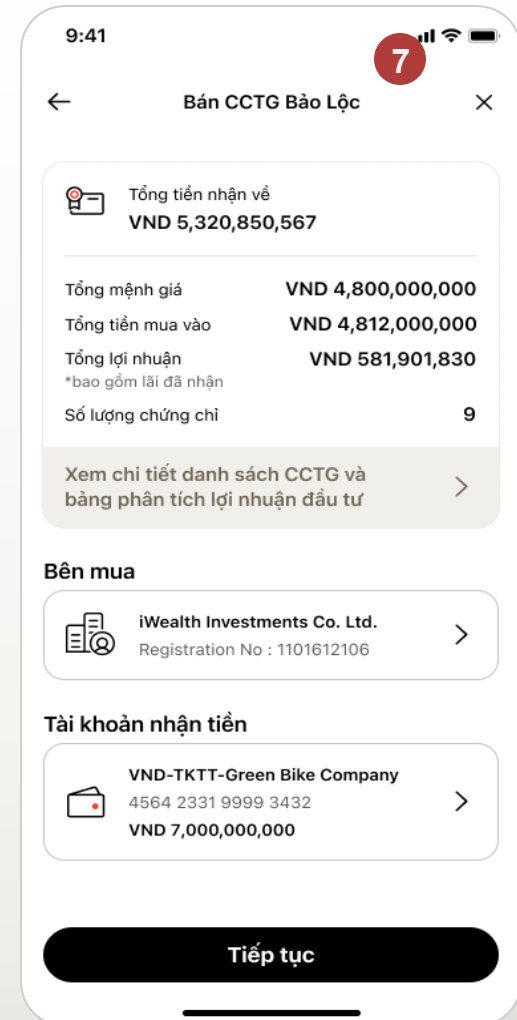 9:41
7
Bán CCTG Bảo Lộc
Tổng tiền nhận về
VND 5,320,850,567
Tổng mệnh giá VND 4,800,000,000
Tổng tiền mua vào VND 4,812,000,000
Tổng lợi nhuận VND 581,901,830
*bao gồm lãi đã nhận
Số lượng chứng chỉ 9
Xem chi tiết danh sách CCTG và
bảng phân tích lợi nhuận đầu tư
Bên mua
iWealth Investments Co. Ltd.
Registration No : 1101612106
Tài khoản nhận tiền
VND-TKTT-Green Bike Company
4564 2331 9999 3432
VND 7,000,000,000
Tiếp tục